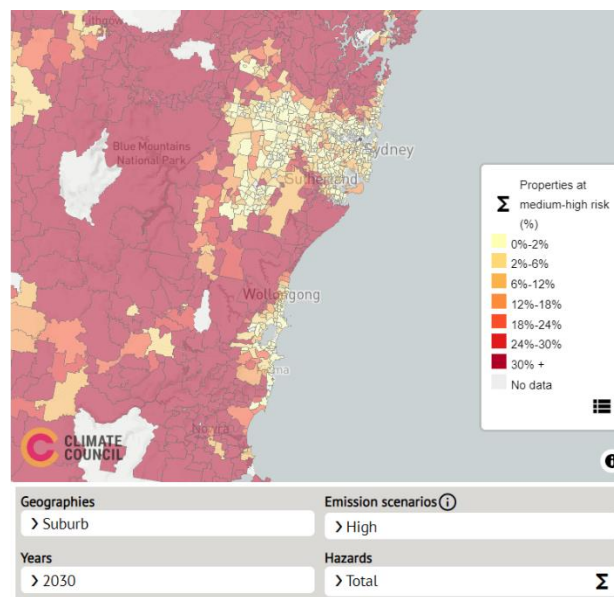 Blue Mountains
National Park
Sydney
Sutherland
Wollongong
Nowra
Properties at
Σ medium-high risk
(%)
0%-2%
2%-6%
6%-12%
12%-18%
18%-24%
24%-30%
30% +
No data
CLIMATE
COUNCIL
Geographies
Emission scenarios
> Suburb
> High
Years
Hazards
> 2030
> Total Σ